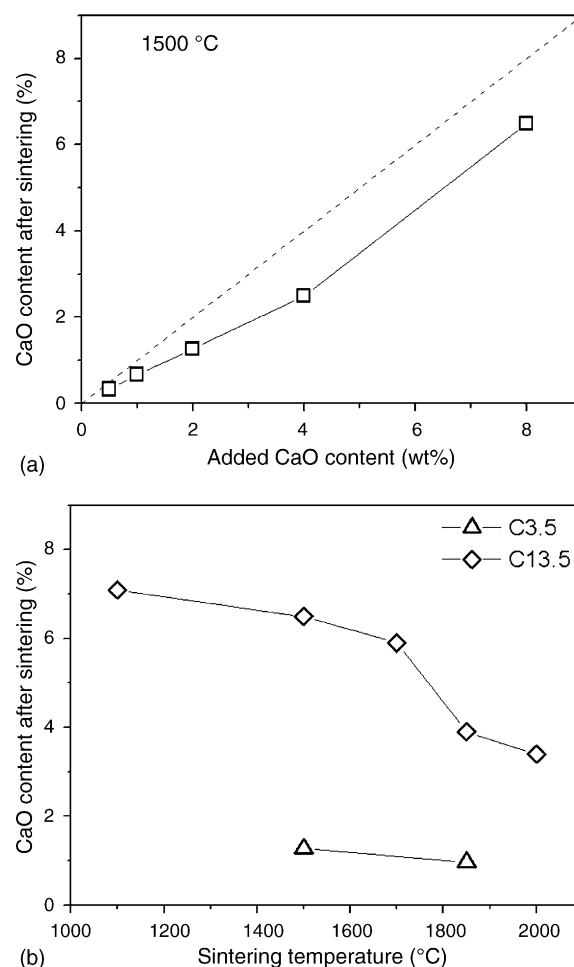 1500 °C
CaO content after sintering (%)
8
6
4
2
0
0 2 4 6 8
Added CaO content (wt%)
(a)
C3.5
C13.5
CaO content after sintering (%)
8
6
4
2
0
1000 1200 1400 1600 1800 2000
Sintering temperature (°C)
(b)